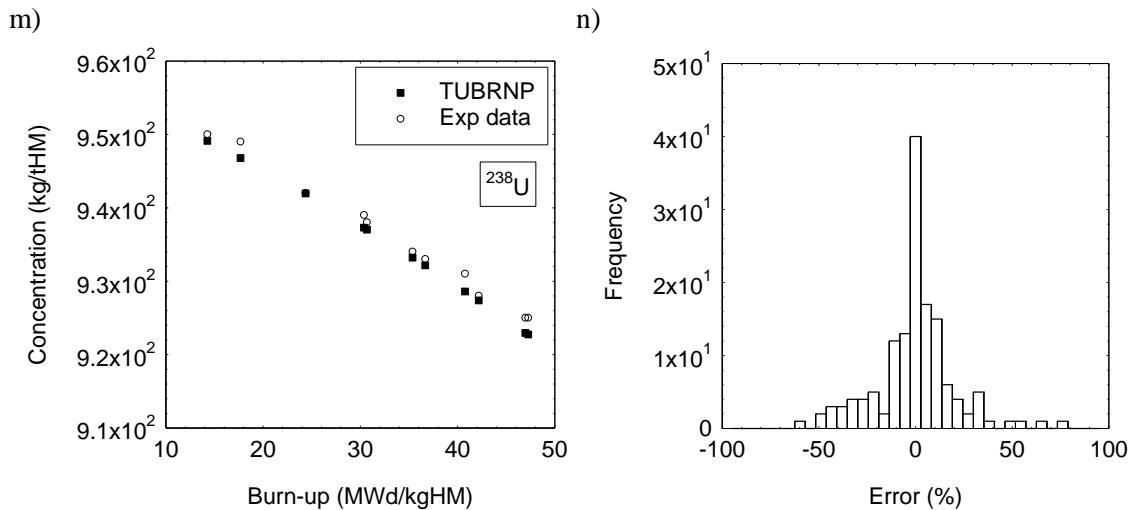 m)
9.6x10²
9.5x10²
9.4x10²
9.3x10²
9.2x10²
9.1x10²
Concentration (kg/tHM)
TUBRNP
Exp data
²³⁸U
10
20
30
40
50
Burn-up (MWd/kgHM)
n)
5x10¹
4x10¹
3x10¹
2x10¹
1x10¹
0
Frequency
-100
-50
0
50
100
Error (%)